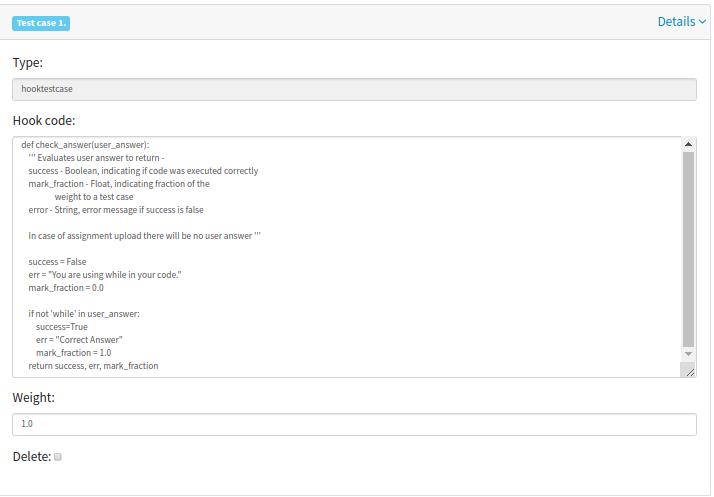 Test case 1.
Details
Type:
hooktestcase
Hook code:
def check_answer(user_answer):
''' Evaluates user answer to return -
success - Boolean, indicating if code was executed correctly
mark_fraction - Float, indicating fraction of the
weight to a test case
error - String, error message if success is false
In case of assignment upload there will be no user answer '''
success = False
err = "You are using while in your code."
mark_fraction = 0.0
if not 'while' in user_answer:
success=True
err = "Correct Answer"
mark_fraction = 1.0
return success, err, mark_fraction
Weight:
1.0
Delete: